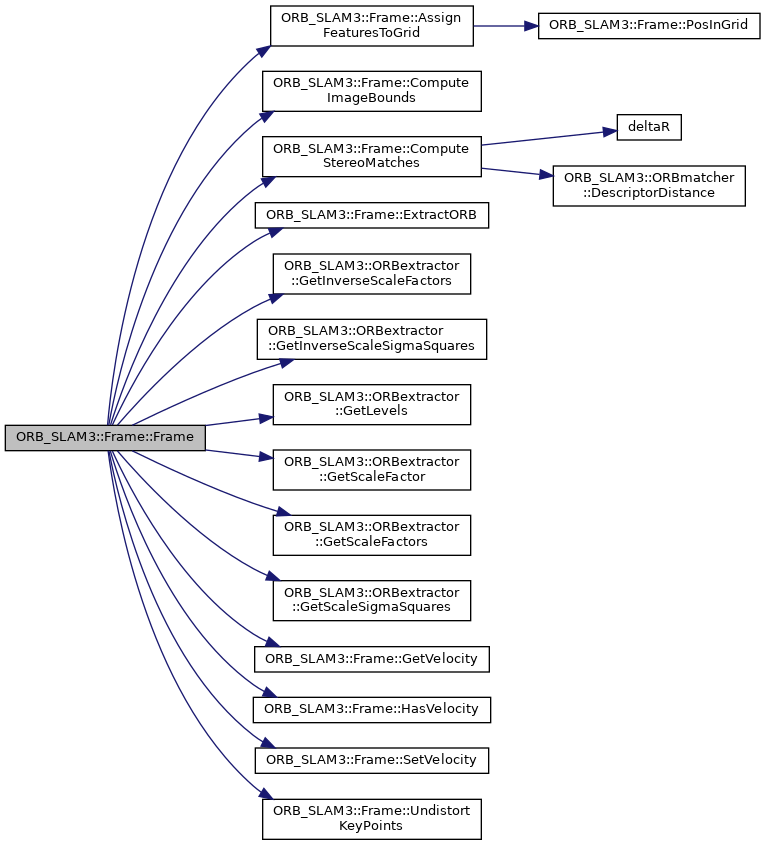 ORB_SLAM3::Frame::Assign
FeaturesToGrid
ORB_SLAM3::Frame::PosInGrid
ORB_SLAM3::Frame::Compute
ImageBounds
ORB_SLAM3::Frame::Compute
StereoMatches
deltaR
ORB_SLAM3::ORBmatcher
::DescriptorDistance
ORB_SLAM3::Frame::ExtractORB
ORB_SLAM3::ORBextractor
::GetInverseScaleFactors
ORB_SLAM3::ORBextractor
::GetInverseScaleSigmaSquares
ORB_SLAM3::ORBextractor
::GetLevels
ORB_SLAM3::Frame::Frame
ORB_SLAM3::ORBextractor
::GetScaleFactor
ORB_SLAM3::ORBextractor
::GetScaleFactors
ORB_SLAM3::ORBextractor
::GetScaleSigmaSquares
ORB_SLAM3::Frame::GetVelocity
ORB_SLAM3::Frame::HasVelocity
ORB_SLAM3::Frame::SetVelocity
ORB_SLAM3::Frame::Undistort
KeyPoints